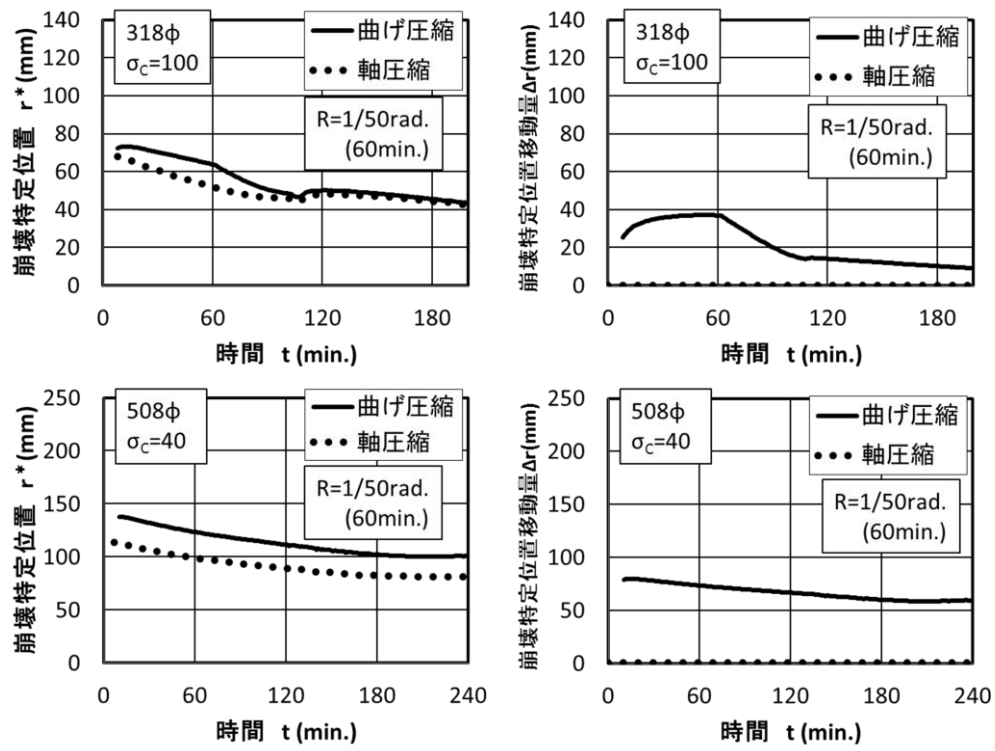 崩壊特定位置 r*(mm)
140
120
100
80
60
40
20
0
318φ
σC=100
曲げ圧縮
軸圧縮
R=1/50rad.
(60min.)
0 60 120 180
時間 t (min.)
崩壊特定位置移動量Δr(mm)
140
120
100
80
60
40
20
0
318φ
σC=100
曲げ圧縮
軸圧縮
R=1/50rad.
(60min.)
0 60 120 180
時間 t (min.)
崩壊特定位置 r*(mm)
250
200
150
100
50
0
508φ
σC=40
曲げ圧縮
軸圧縮
R=1/50rad.
(60min.)
0 60 120 180 240
時間 t (min.)
崩壊特定位置移動量Δr(mm)
250
200
150
100
50
0
508φ
σC=40
曲げ圧縮
軸圧縮
R=1/50rad.
(60min.)
0 60 120 180 240
時間 t (min.)